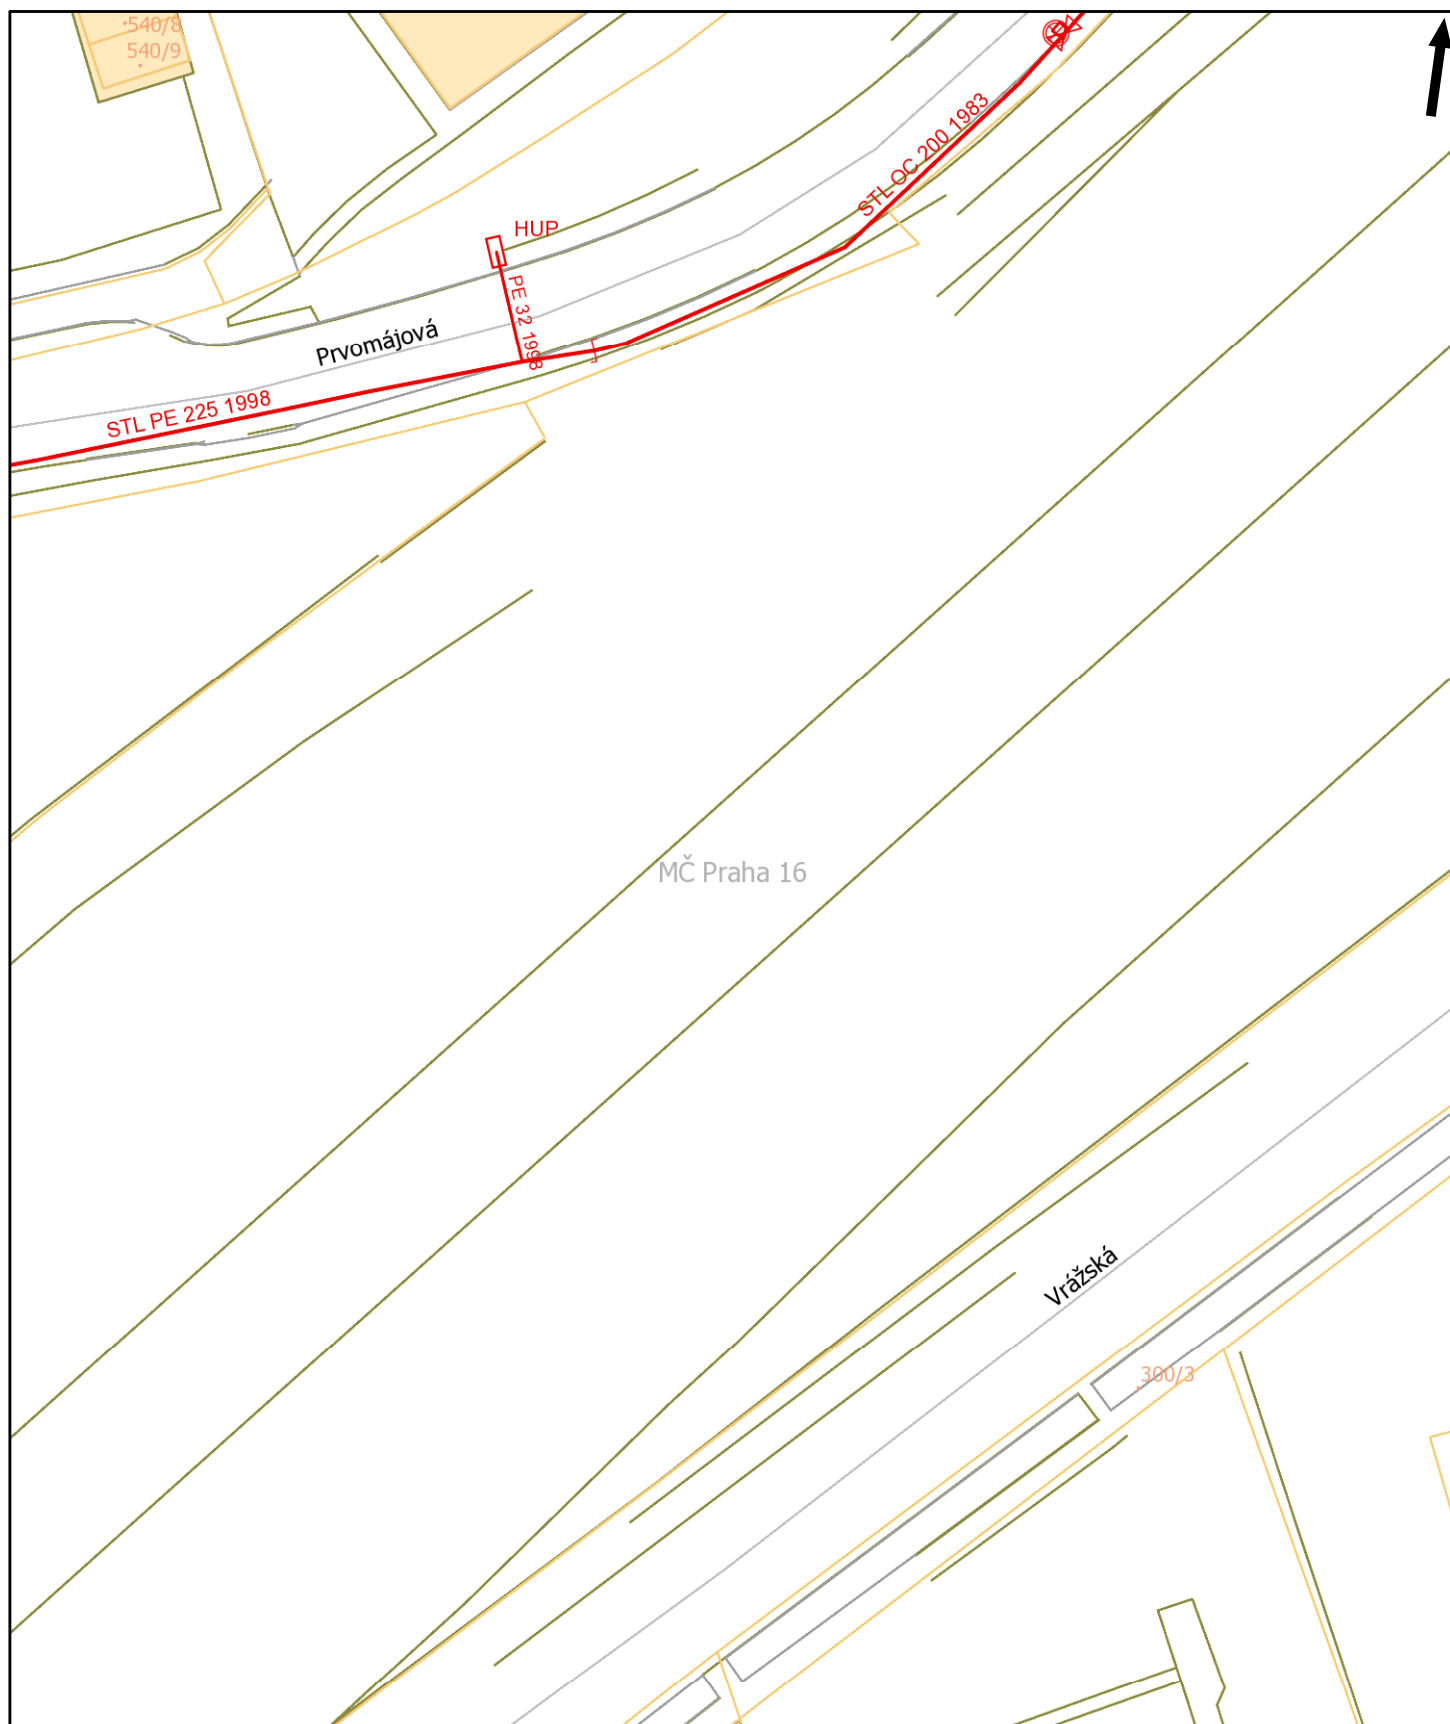 540/8
540/9
STL OC 200 1983
HUP
PE 32 1998
Prvomájová
STL PE 225 1998
MČ Praha 16
Vrážská
300/3